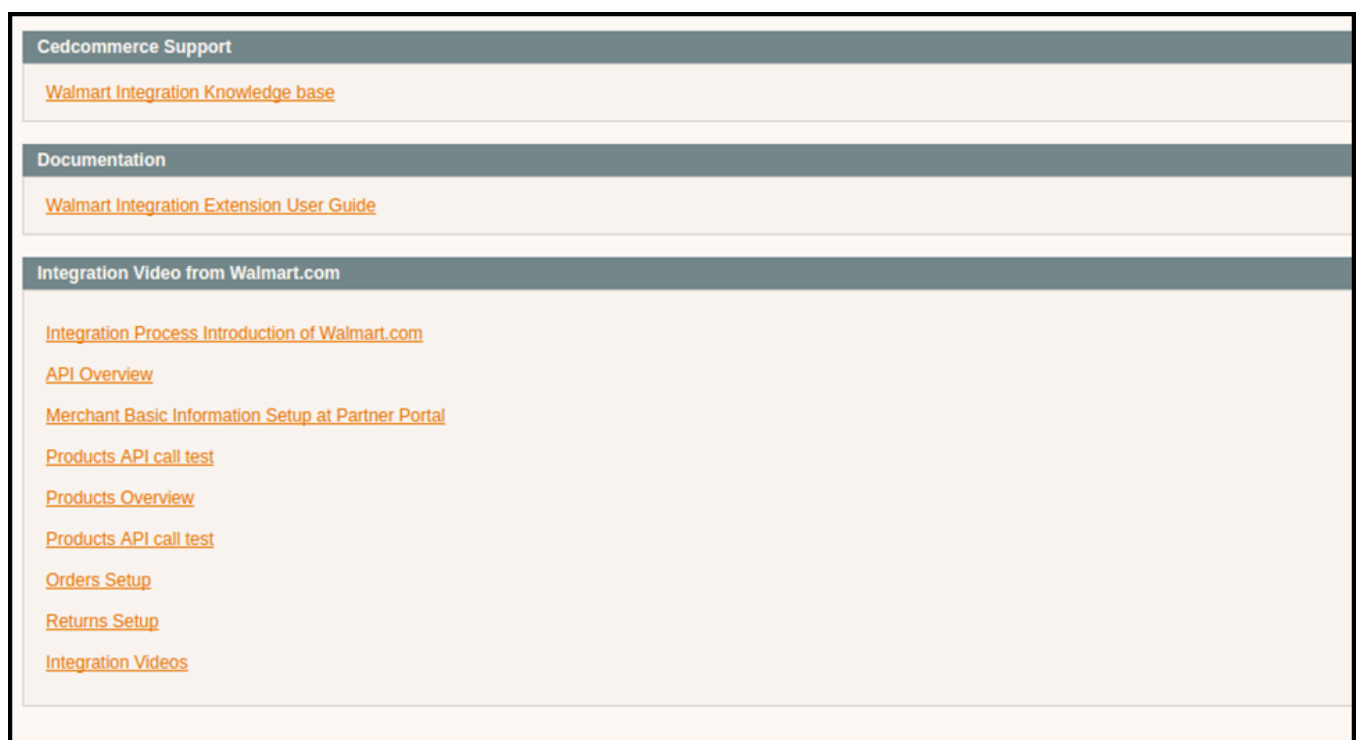 Cedcommerce Support
Walmart Integration Knowledge base
Documentation
Walmart Integration Extension User Guide
Integration Video from Walmart.com
Integration Process Introduction of Walmart.com
API Overview
Merchant Basic Information Setup at Partner Portal
Products API call test
Products Overview
Products API call test
Orders Setup
Returns Setup
Integration Videos